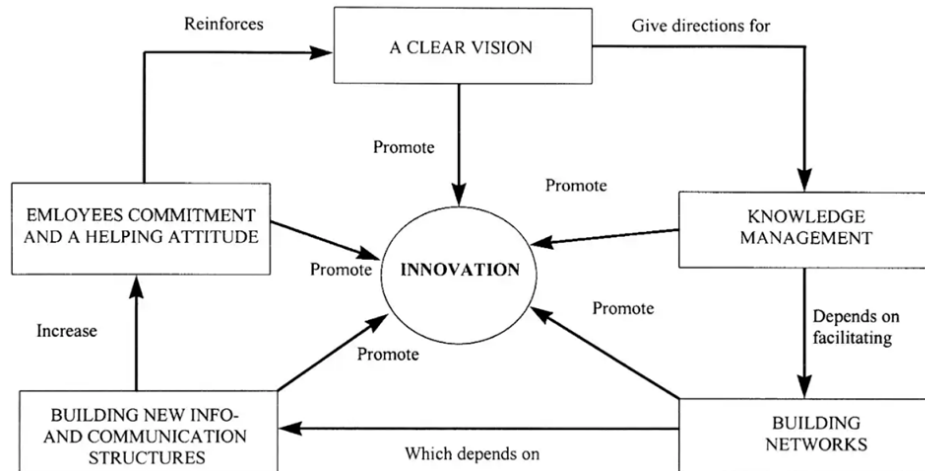 Reinforces
A CLEAR VISION
Give directions for
Promote
Promote
EMLOYEES COMMITMENT
AND A HELPING ATTITUDE
KNOWLEDGE
MANAGEMENT
Promote
INNOVATION
Promote
Depends on
facilitating
Increase
Promote
BUILDING NEW INFO-
AND COMMUNICATION
STRUCTURES
Which depends on
BUILDING
NETWORKS